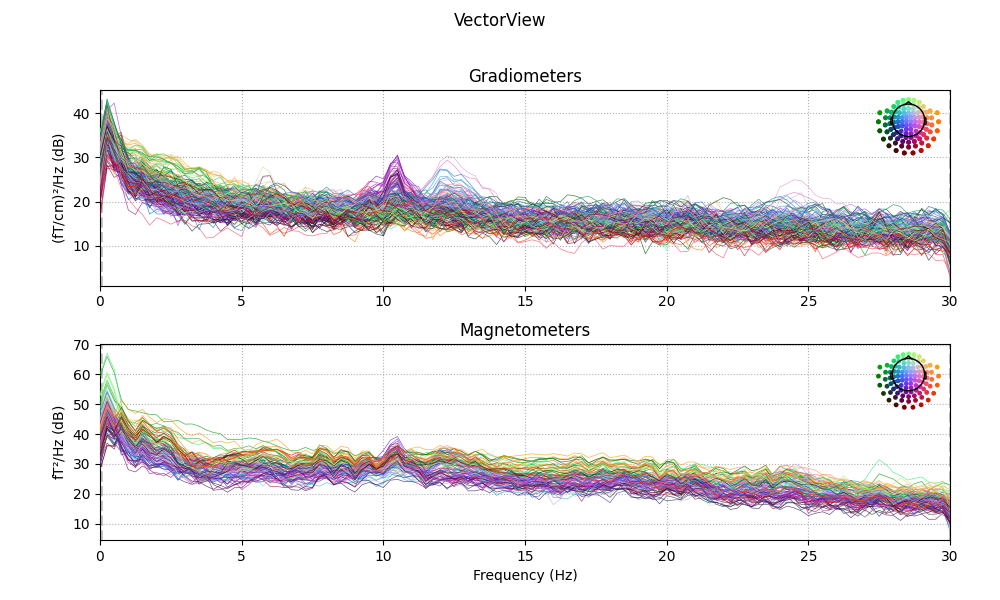 VectorView
Gradiometers
(fT/cm)²/Hz (dB)
40
30
20
10
0 5 10 15 20 25 30
Magnetometers
fT²/Hz (dB)
70
60
50
40
30
20
10
0 5 10 15 20 25 30
Frequency (Hz)